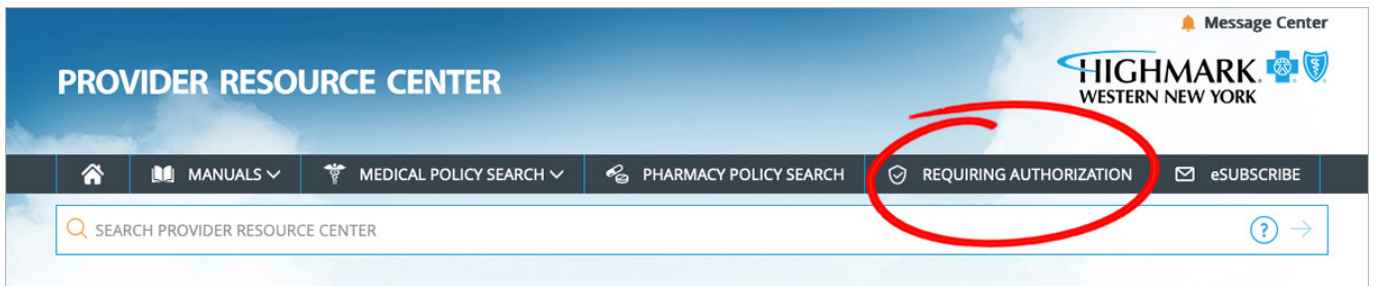 Message Center
PROVIDER RESOURCE CENTER
HIGHMARK
WESTERN NEW YORK
MANUALS
MEDICAL POLICY SEARCH
PHARMACY POLICY SEARCH
REQUIRING AUTHORIZATION
eSUBSCRIBE
SEARCH PROVIDER RESOURCE CENTER
?